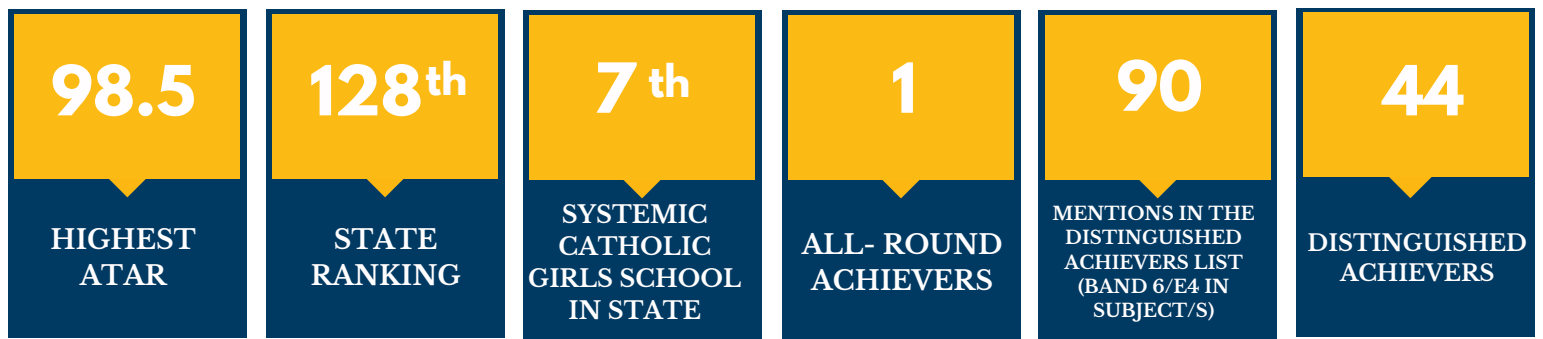 98.5
HIGHEST
ATAR
128th
STATE
RANKING
7 th
SYSTEMIC
CATHOLIC
GIRLS SCHOOL
IN STATE
1
ALL- ROUND
ACHIEVERS
90
MENTIONS IN THE
DISTINGUISHED
ACHIEVERS LIST
(BAND 6/E4 IN
SUBJECT/S)
44
DISTINGUISHED
ACHIEVERS